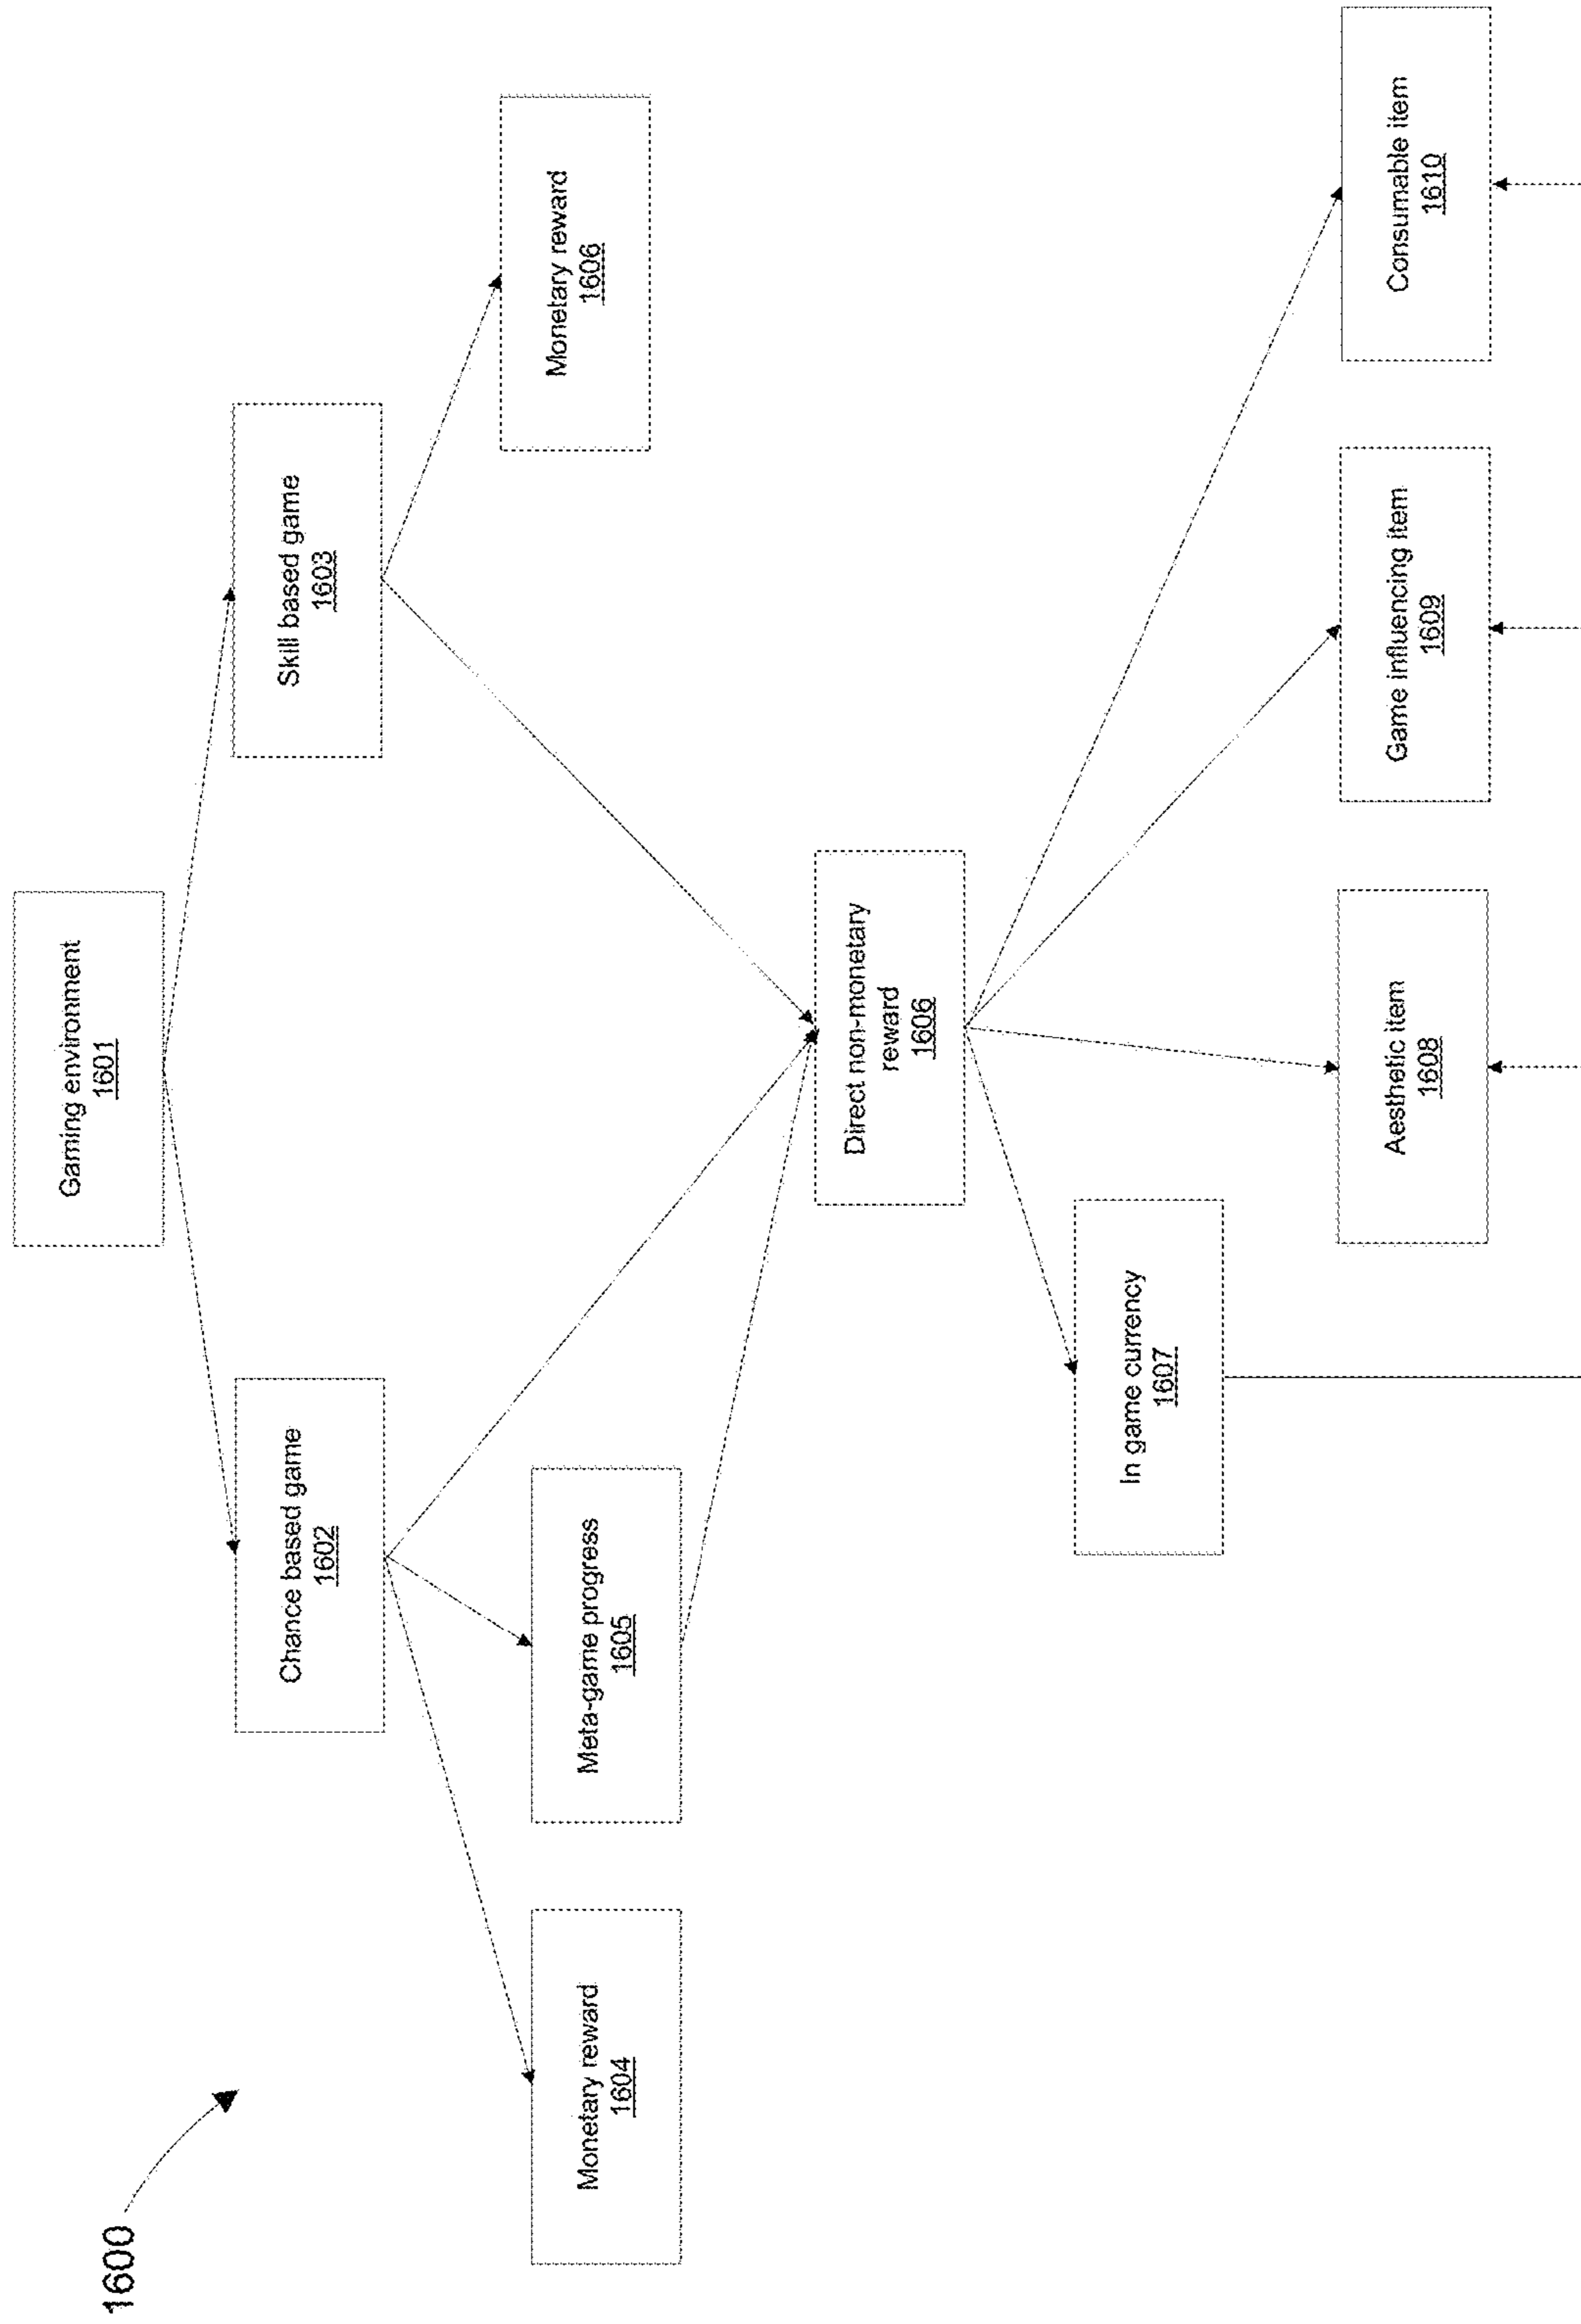 1600
Gaming environment
1601
Chance based game
1602
Skill based game
1603
Monetary reward
1604
Meta-game progress
1605
Monetary reward
1606
Direct non-monetary
reward
1606
In game currency
1607
Aesthetic item
1608
Game influencing item
1609
Consumable item
1610